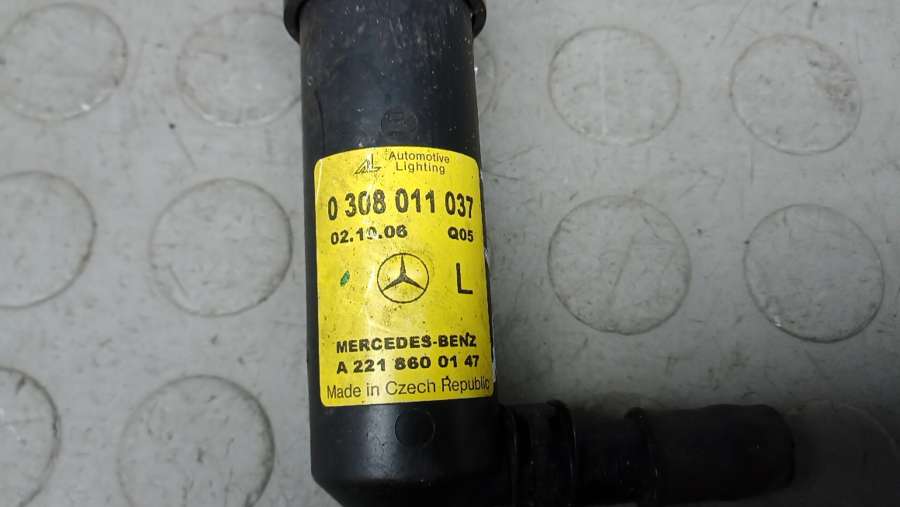 AL Automotive
Lighting
0 308 011 037
02.10.06 Q05
L
MERCEDES-BENZ
A 221 860 01 47
Made in Czech Republic